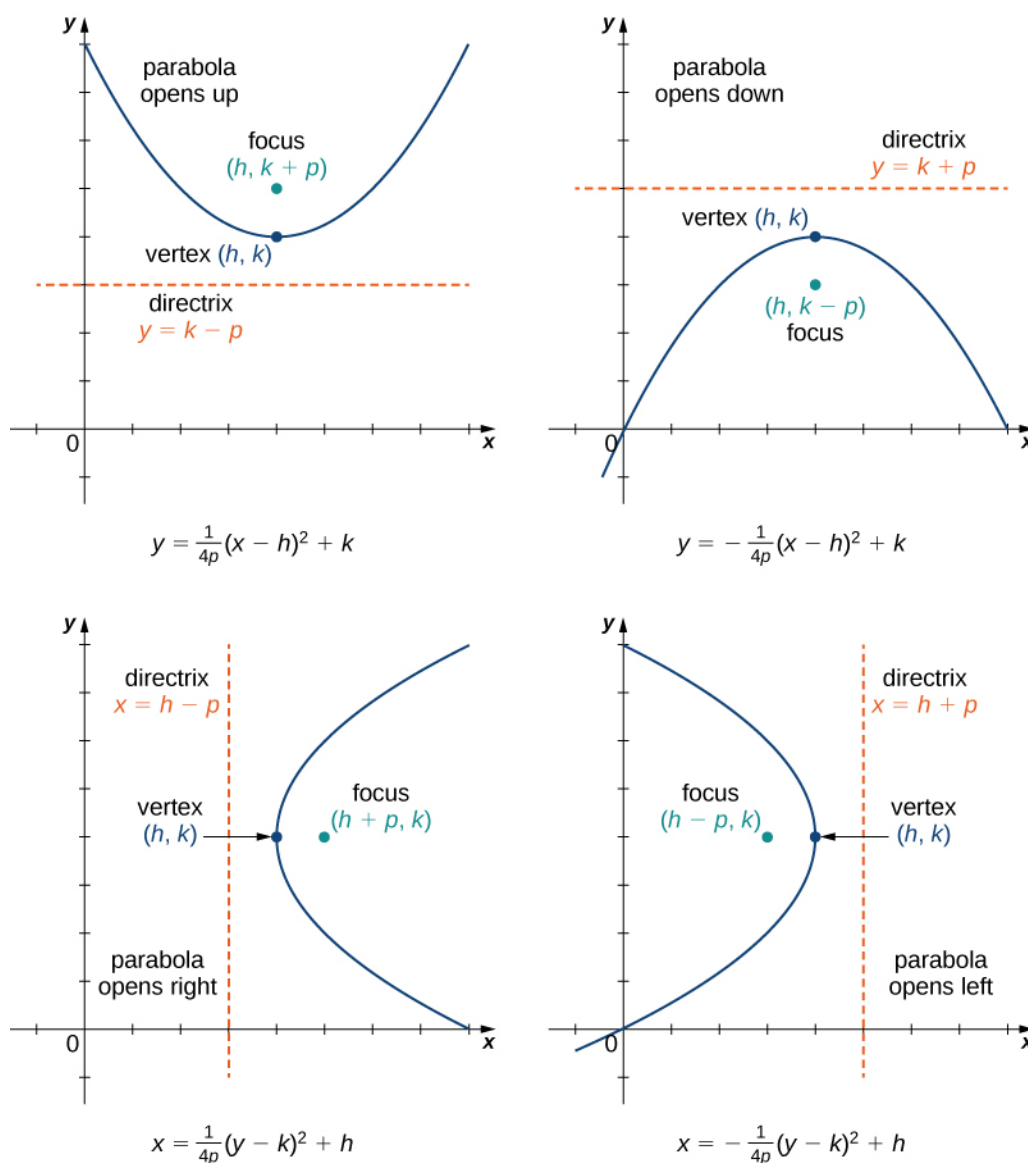 y
parabola
opens up
focus
(h, k + p)
vertex (h, k)
directrix
y = k − p
0
x
y = 1/4p (x − h)² + k
y
parabola
opens down
directrix
y = k + p
vertex (h, k)
(h, k − p)
focus
0
x
y = − 1/4p (x − h)² + k
y
directrix
x = h − p
focus
(h + p, k)
vertex
(h, k)
parabola
opens right
0
x
x = 1/4p (y − k)² + h
y
directrix
x = h + p
focus
(h − p, k)
vertex
(h, k)
parabola
opens left
0
x
x = − 1/4p (y − k)² + h